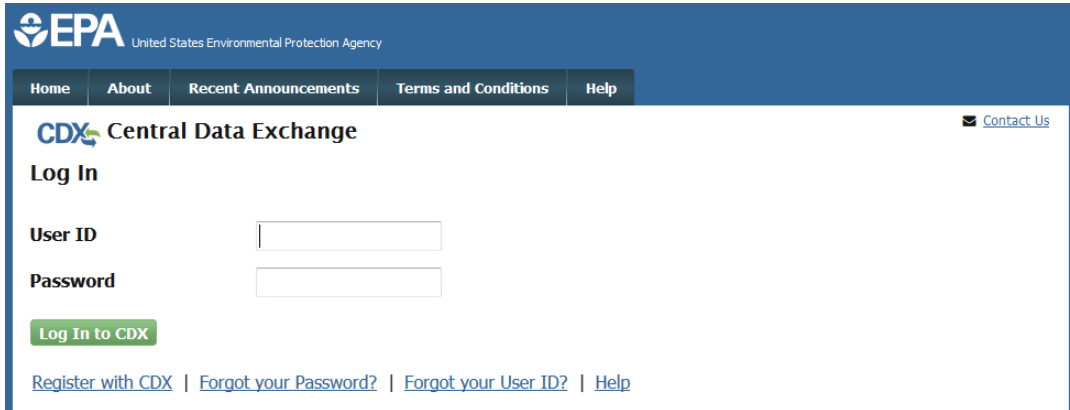 EPA United States Environmental Protection Agency
Home About Recent Announcements Terms and Conditions Help
CDX Central Data Exchange Contact Us
Log In
User ID
Password
Log In to CDX
Register with CDX | Forgot your Password? | Forgot your User ID? | Help